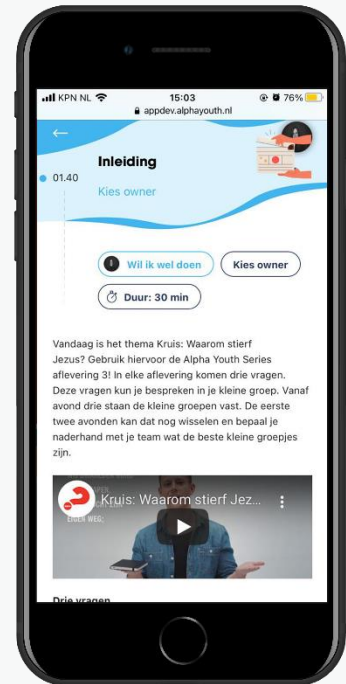 KPN NL 15:03 76%
appdev.alphayouth.nl
Inleiding
01.40
Kies owner
Wil ik wel doen
Kies owner
Duur: 30 min
Vandaag is het thema Kruis: Waarom stierf
Jezus? Gebruik hiervoor de Alpha Youth Series
aflevering 3! In elke aflevering komen drie vragen.
Deze vragen kun je bespreken in je kleine groep. Vanaf
avond drie staan de kleine groepen vast. De eerste
twee avonden kan dat nog wisselen en bepaal je
naderhand met je team wat de beste kleine groepjes
zijn.
Kruis: Waarom stierf Jez...
EIGEN WEG;
Drie vragen